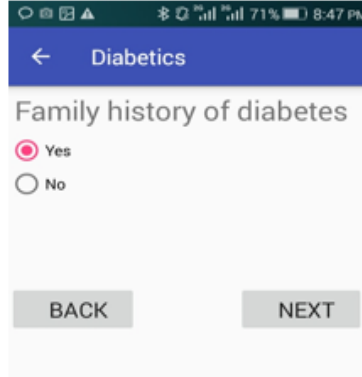 71% 8:47 PM
Diabetics
Family history of diabetes
Yes
No
BACK NEXT